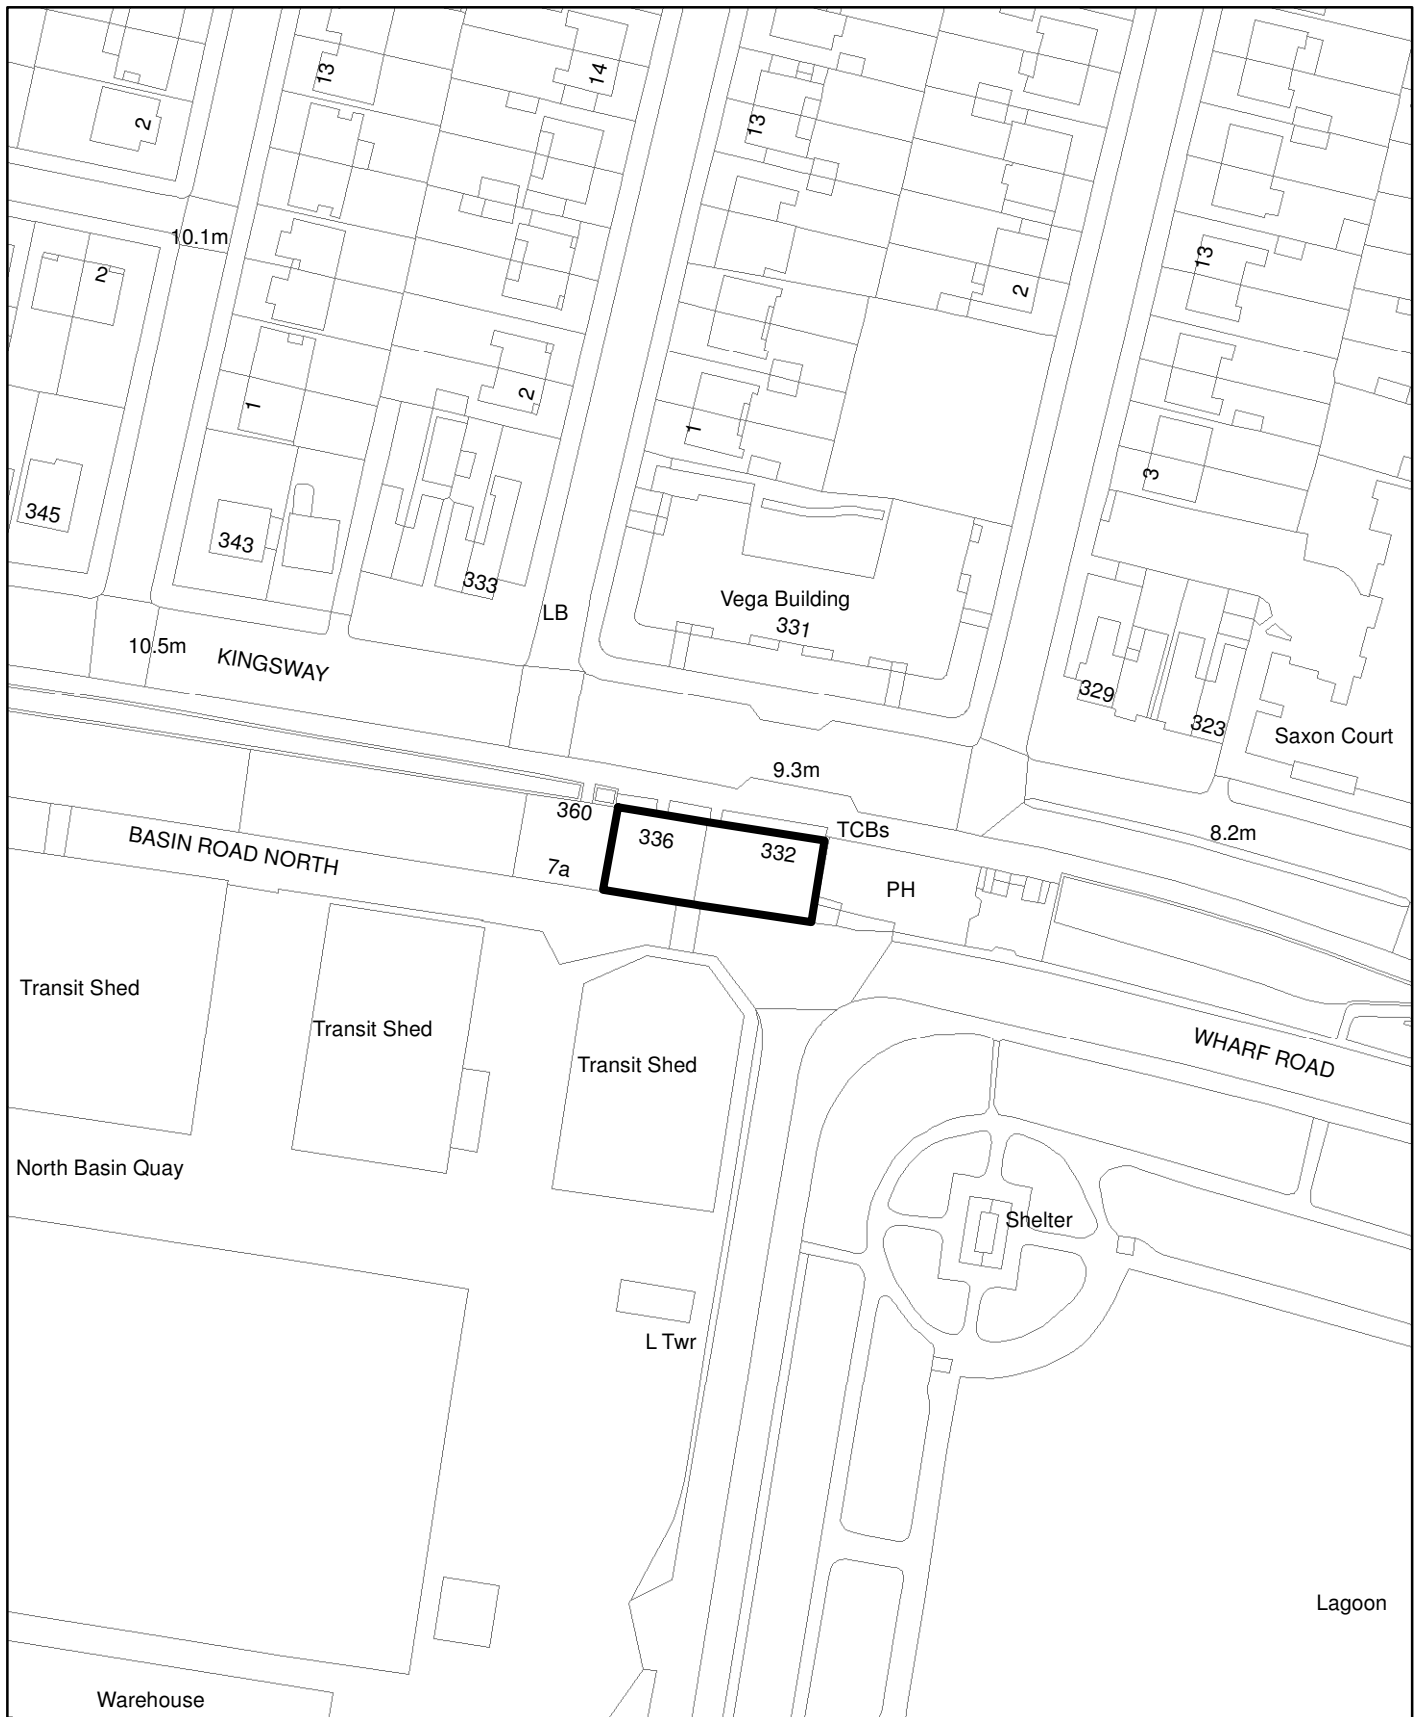 13
14
2
13
10.1m
2
13
2
1
2
1
3
345
343
333
LB
Vega Building
331
10.5m
KINGSWAY
329
323
Saxon Court
9.3m
360
336
332
TCBs
8.2m
BASIN ROAD NORTH
7a
PH
Transit Shed
Transit Shed
Transit Shed
WHARF ROAD
North Basin Quay
Shelter
L Twr
Lagoon
Warehouse